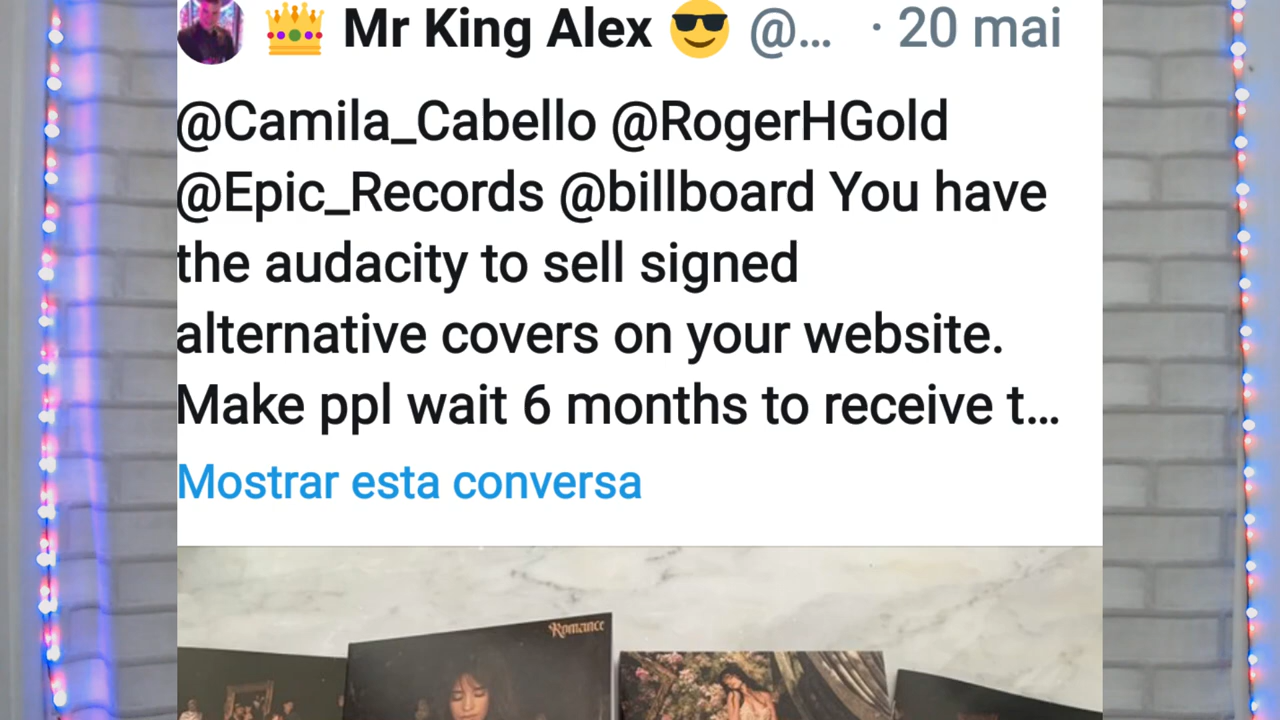 👑 Mr King Alex 😎 @... · 20 mai
@Camila_Cabello @RogerHGold
@Epic_Records @billboard You have
the audacity to sell signed
alternative covers on your website.
Make ppl wait 6 months to receive t...
Mostrar esta conversa
Romance